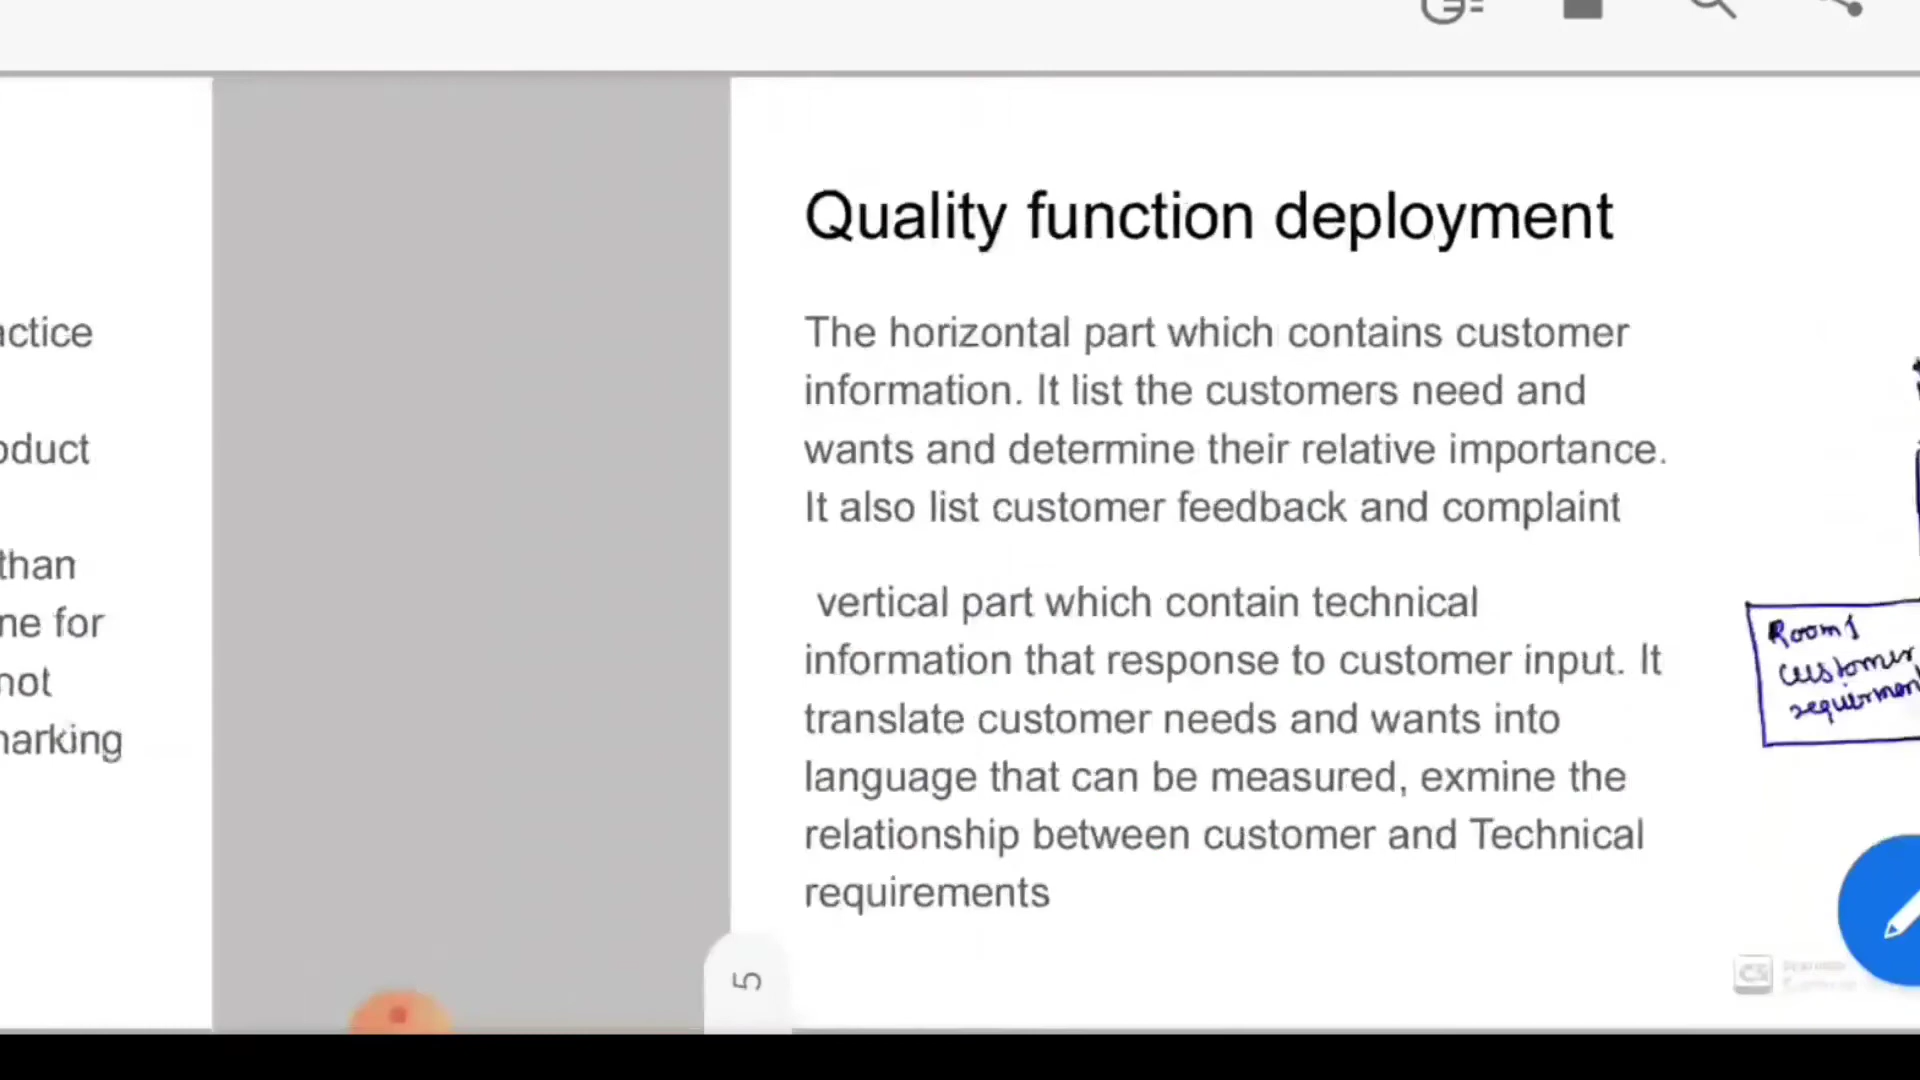 actice
oduct
than
ne for
not
narking
Quality function deployment
The horizontal part which contains customer
information. It list the customers need and
wants and determine their relative importance.
It also list customer feedback and complaint
vertical part which contain technical
information that response to customer input. It
translate customer needs and wants into
language that can be measured, exmine the
relationship between customer and Technical
requirements
Room 1
customer
requirment
5
CS